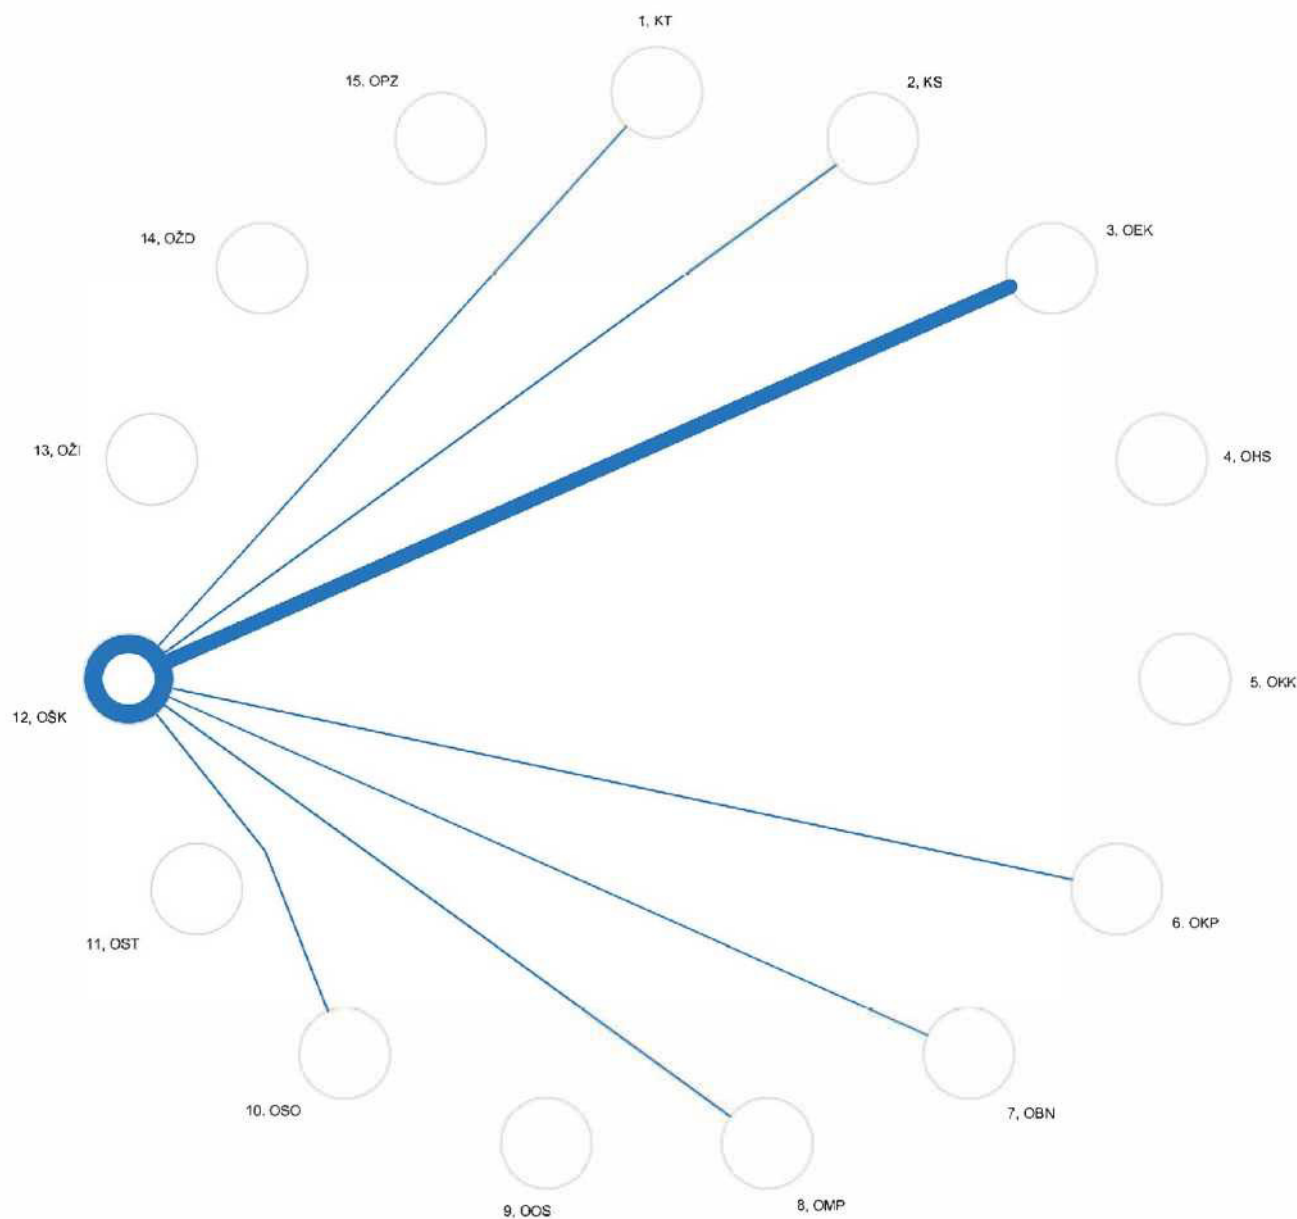 1, KT
2, KS
3. OEK
4, OHS
5. OKK
6. OKP
7, OBN
8, OMP
9, OOS
10. OSO
11, OST
12, OŠK
13, OŽI
14, OŽD
15. OPZ